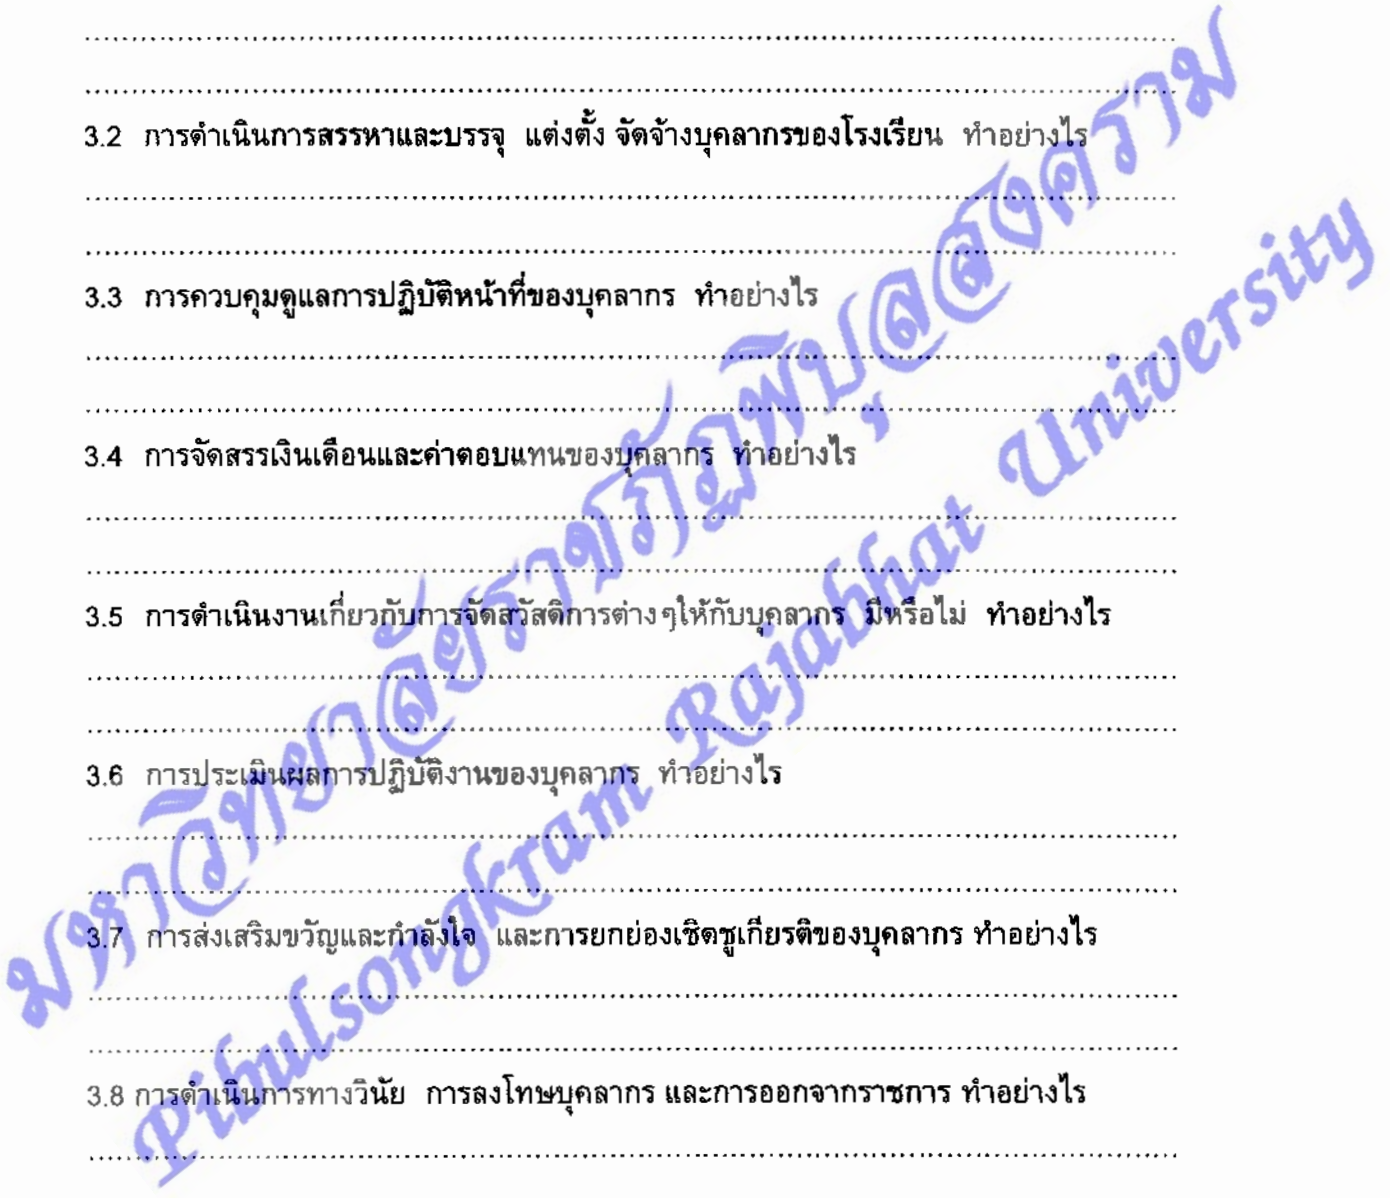 3.2 การดำเนินการสรรหาและบรรจุ แต่งตั้ง จัดจ้างบุคลากรของโรงเรียน ทำอย่างไร
3.3 การควบคุมดูแลการปฏิบัติหน้าที่ของบุคลากร ทำอย่างไร
3.4 การจัดสรรเงินเดือนและค่าตอบแทนของบุคลากร ทำอย่างไร
3.5 การดำเนินงานเกี่ยวกับการจัดสวัสดิการต่างๆให้กับบุคลากร มีหรือไม่ ทำอย่างไร
3.6 การประเมินผลการปฏิบัติงานของบุคลากร ทำอย่างไร
3.7 การส่งเสริมขวัญและกำลังใจ และการยกย่องเชิดชูเกียรติของบุคลากร ทำอย่างไร
3.8 การดำเนินการทางวินัย การลงโทษบุคลากร และการออกจากราชการ ทำอย่างไร
มหาวิทยาลัยราชภัฏพิบูลสงคราม
Pibulsongkram Rajabhat University